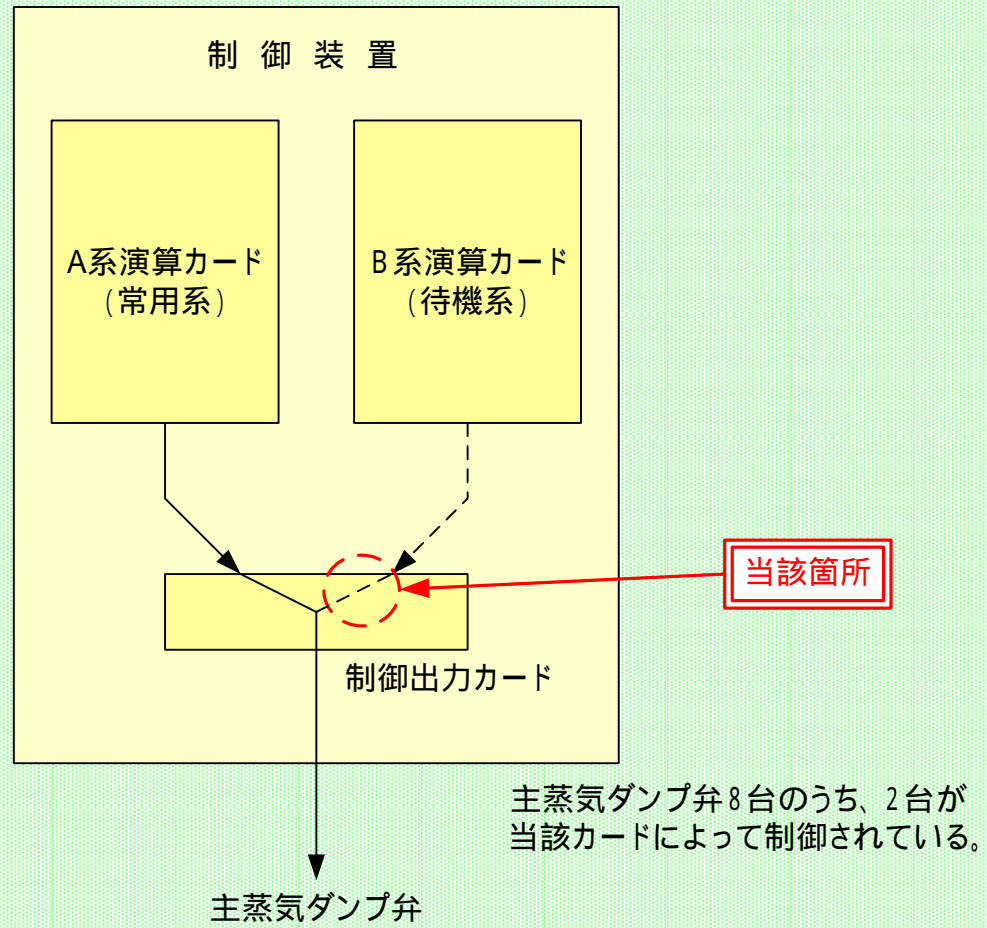 制御装置
A系演算カード
(常用系)
B系演算カード
(待機系)
当該箇所
制御出力カード
主蒸気ダンプ弁8台のうち、2台が
当該カードによって制御されている。
主蒸気ダンプ弁